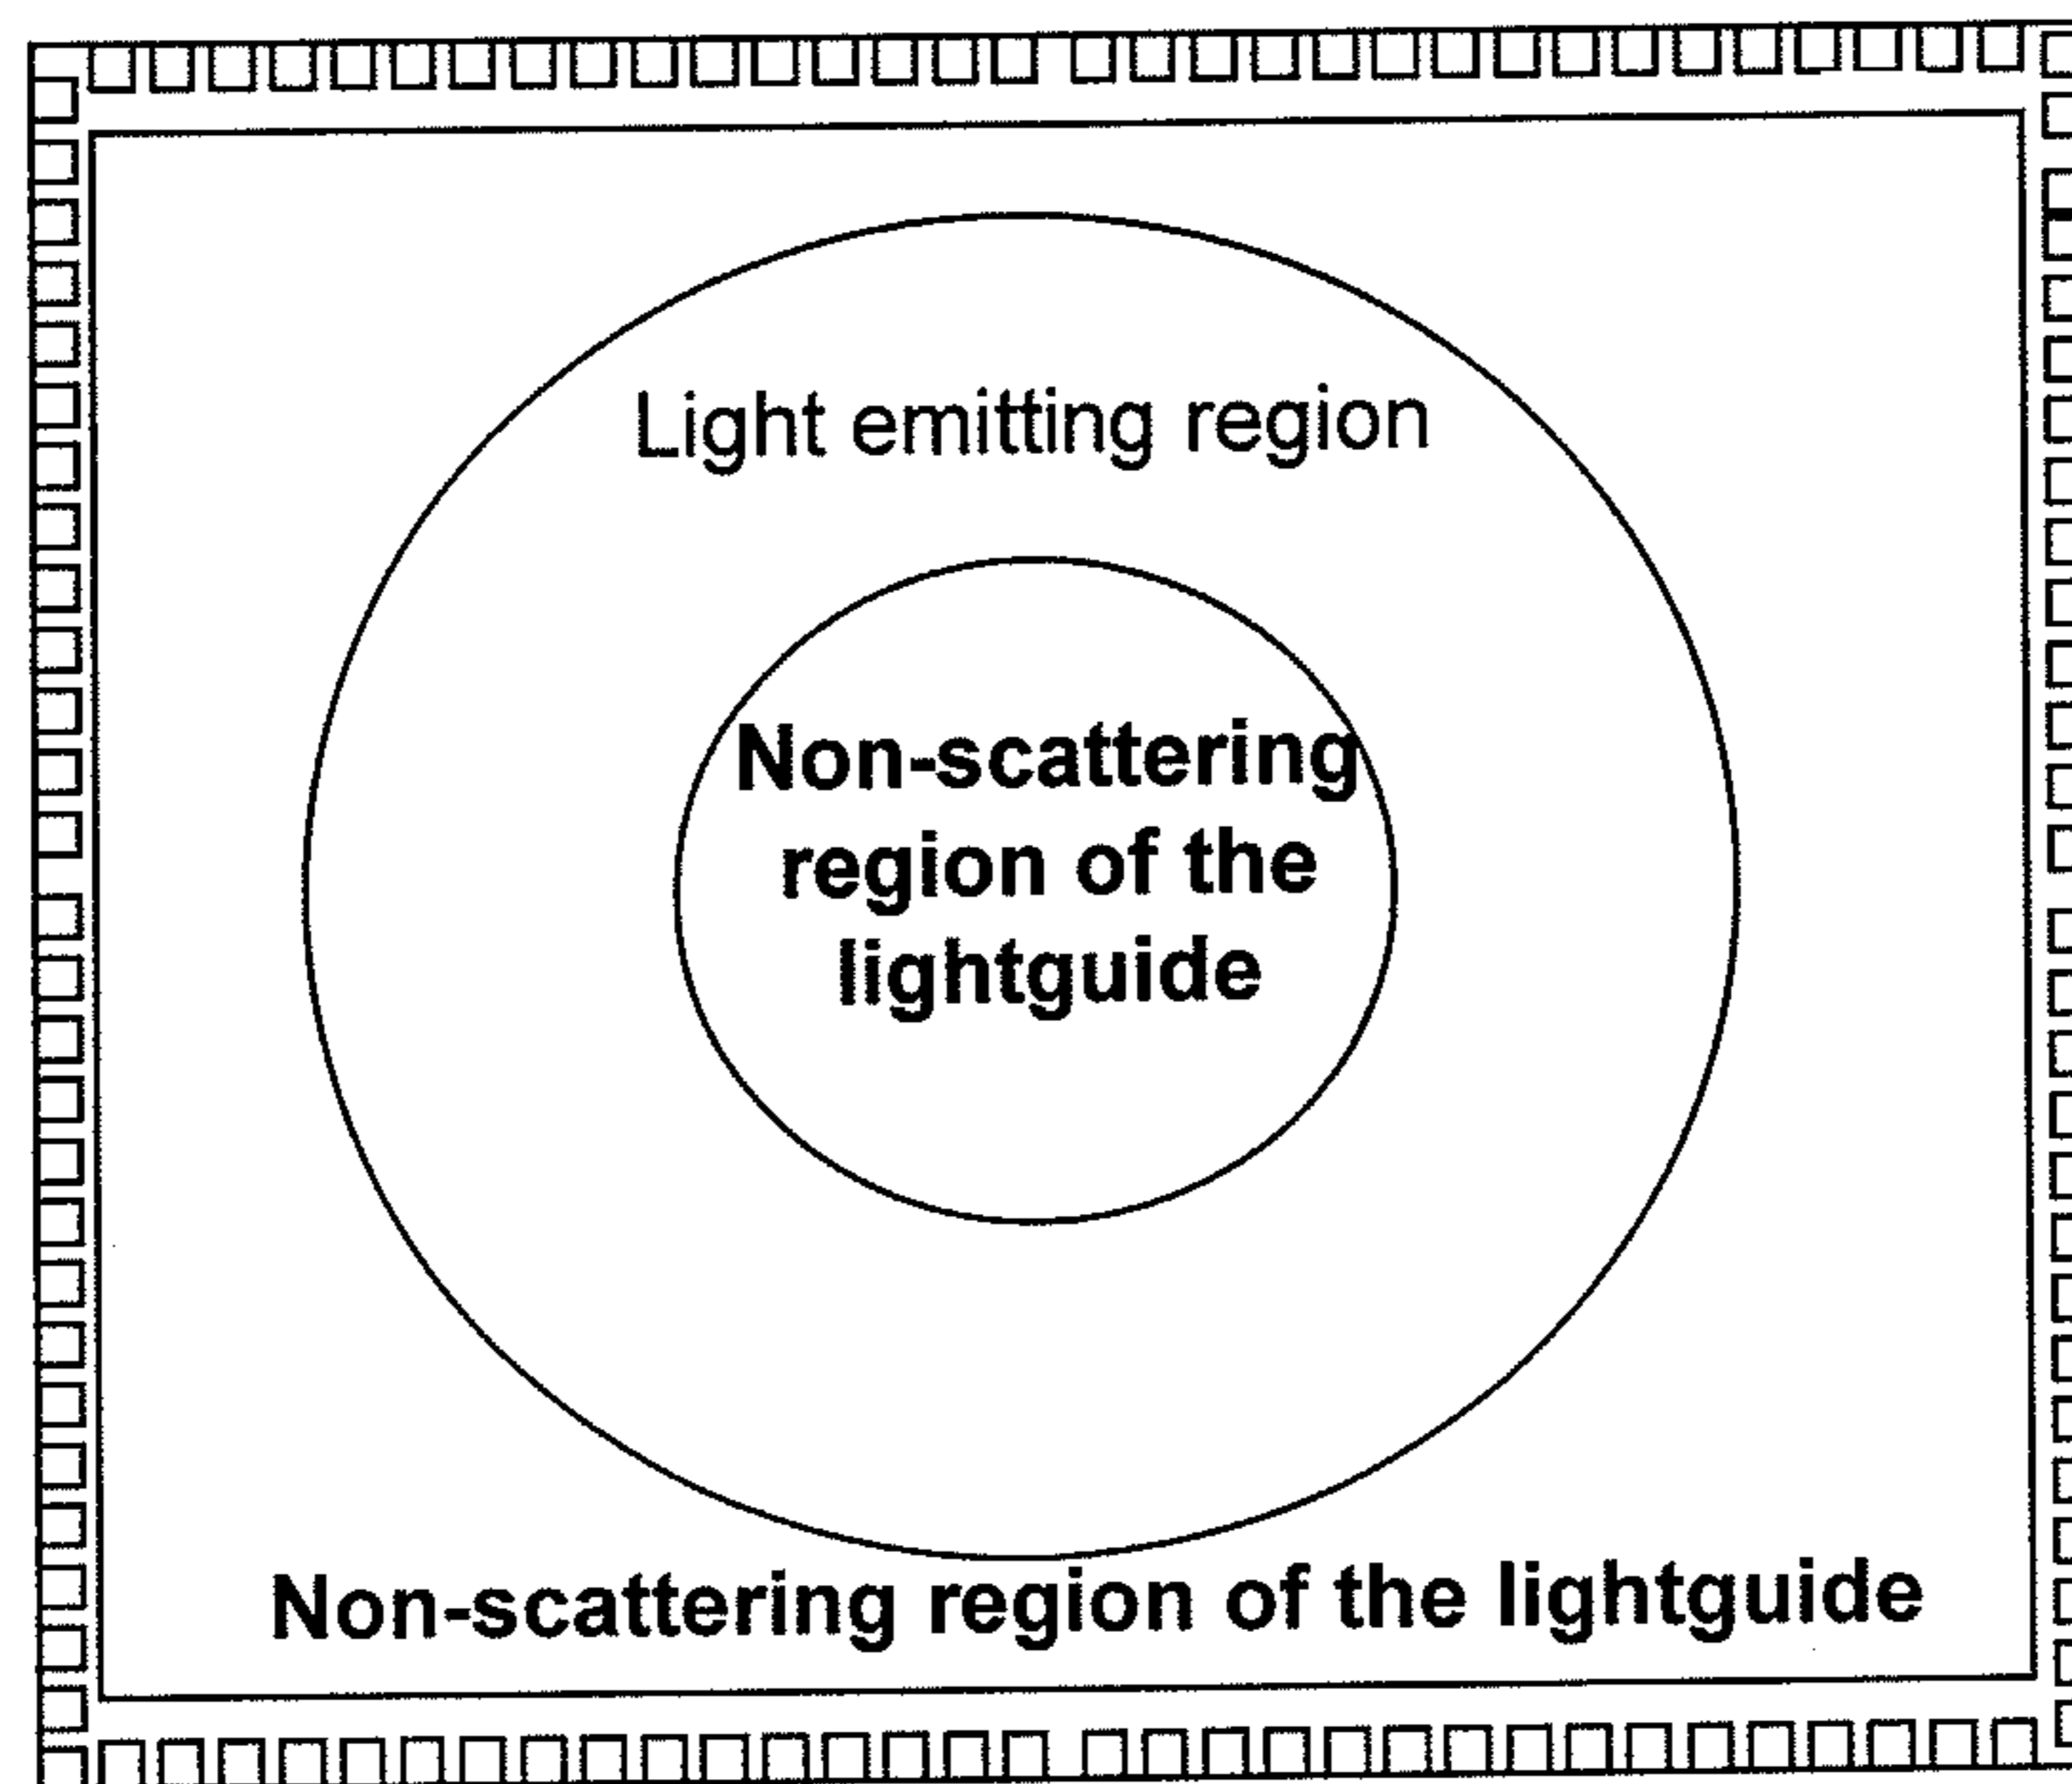 Light emitting region
Non-scattering
region of the
lightguide
Non-scattering region of the lightguide